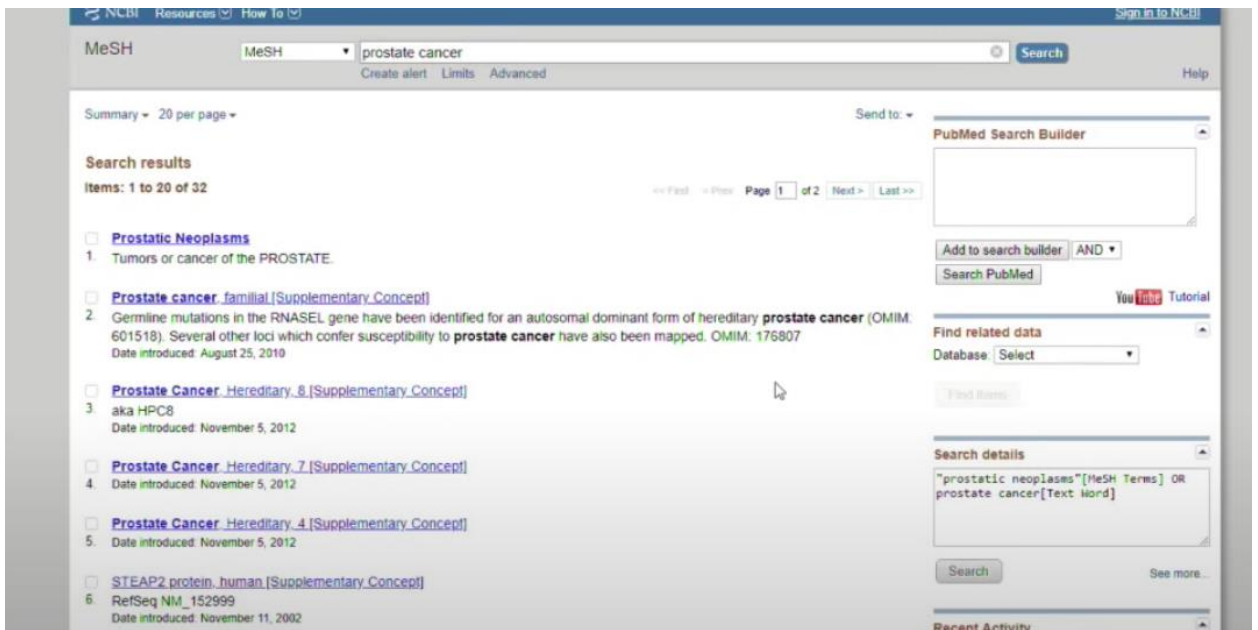 NCBI Resources How To Sign in to NCBI
MeSH MeSH prostate cancer Search
Create alert Limits Advanced Help
Summary 20 per page Send to:
Search results
Items: 1 to 20 of 32
<< First < Prev Page 1 of 2 Next > Last >>
Prostatic Neoplasms
1. Tumors or cancer of the PROSTATE.
Prostate cancer, familial [Supplementary Concept]
2. Germline mutations in the RNASEL gene have been identified for an autosomal dominant form of hereditary prostate cancer (OMIM:
601518). Several other loci which confer susceptibility to prostate cancer have also been mapped. OMIM: 176807
Date introduced: August 25, 2010
Prostate Cancer, Hereditary, 8 [Supplementary Concept]
3. aka HPC8
Date introduced: November 5, 2012
Prostate Cancer, Hereditary, 7 [Supplementary Concept]
4. Date introduced: November 5, 2012
Prostate Cancer, Hereditary, 4 [Supplementary Concept]
5. Date introduced: November 5, 2012
STEAP2 protein, human [Supplementary Concept]
6. RefSeq NM_152999
Date introduced: November 11, 2002
PubMed Search Builder
Add to search builder AND
Search PubMed
You Tube Tutorial
Find related data
Database: Select
Find items
Search details
"prostatic neoplasms"[MeSH Terms] OR
prostate cancer[Text Word]
Search See more...
Recent Activity